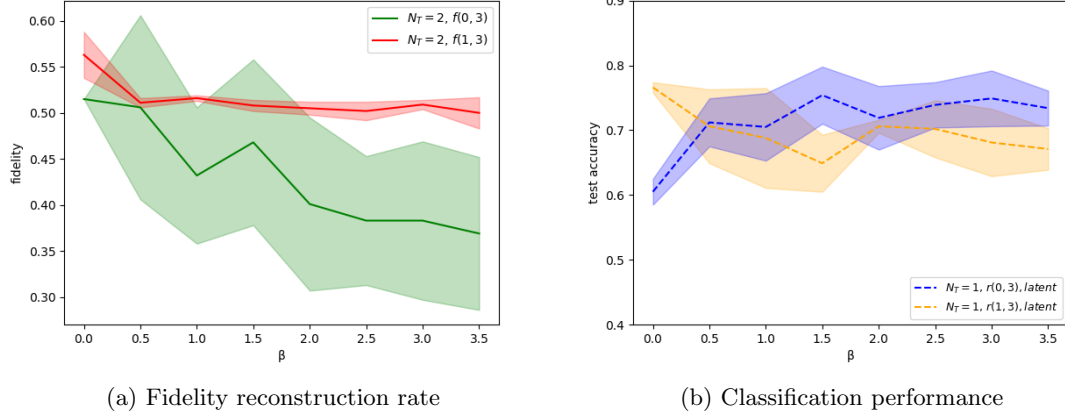 0.60
0.55
0.50
0.45
0.40
0.35
0.30
fidelity
0.0 0.5 1.0 1.5 2.0 2.5 3.0 3.5
β
N_T = 2, f(0, 3)
N_T = 2, f(1, 3)
(a) Fidelity reconstruction rate
0.9
0.8
0.7
0.6
0.5
0.4
test accuracy
0.0 0.5 1.0 1.5 2.0 2.5 3.0 3.5
β
N_T = 1, r(0, 3), latent
N_T = 1, r(1, 3), latent
(b) Classification performance